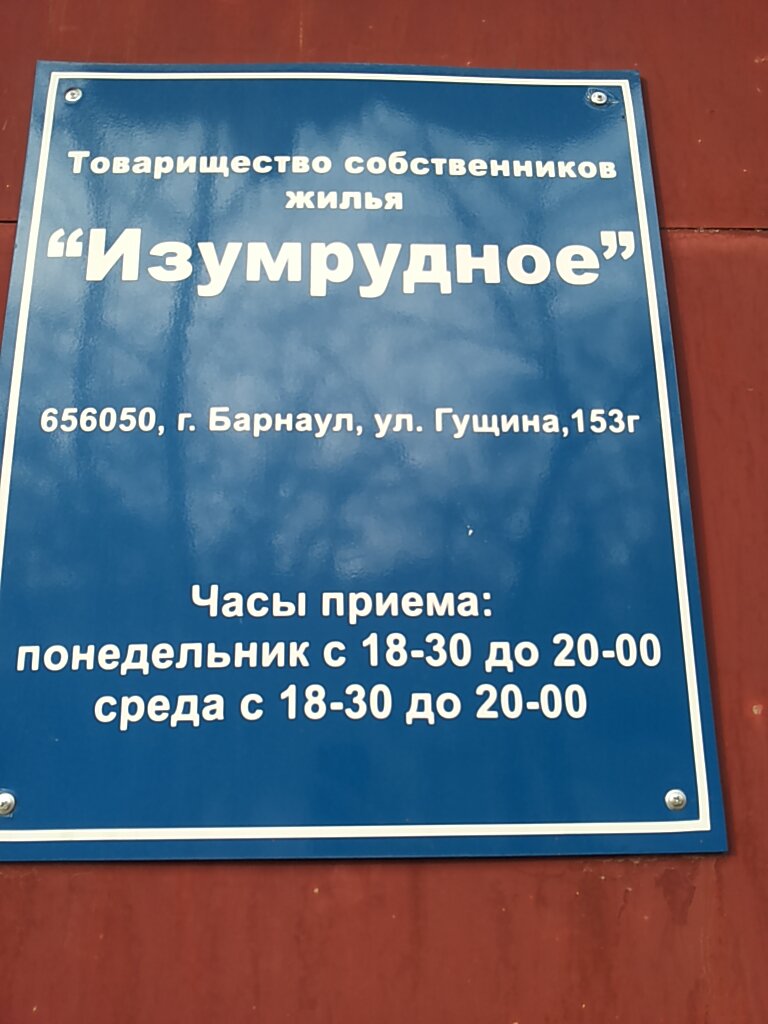 Товарищество собственников
жилья
“Изумрудное”
656050, г. Барнаул, ул. Гущина,153г
Часы приема:
понедельник с 18-30 до 20-00
среда с 18-30 до 20-00